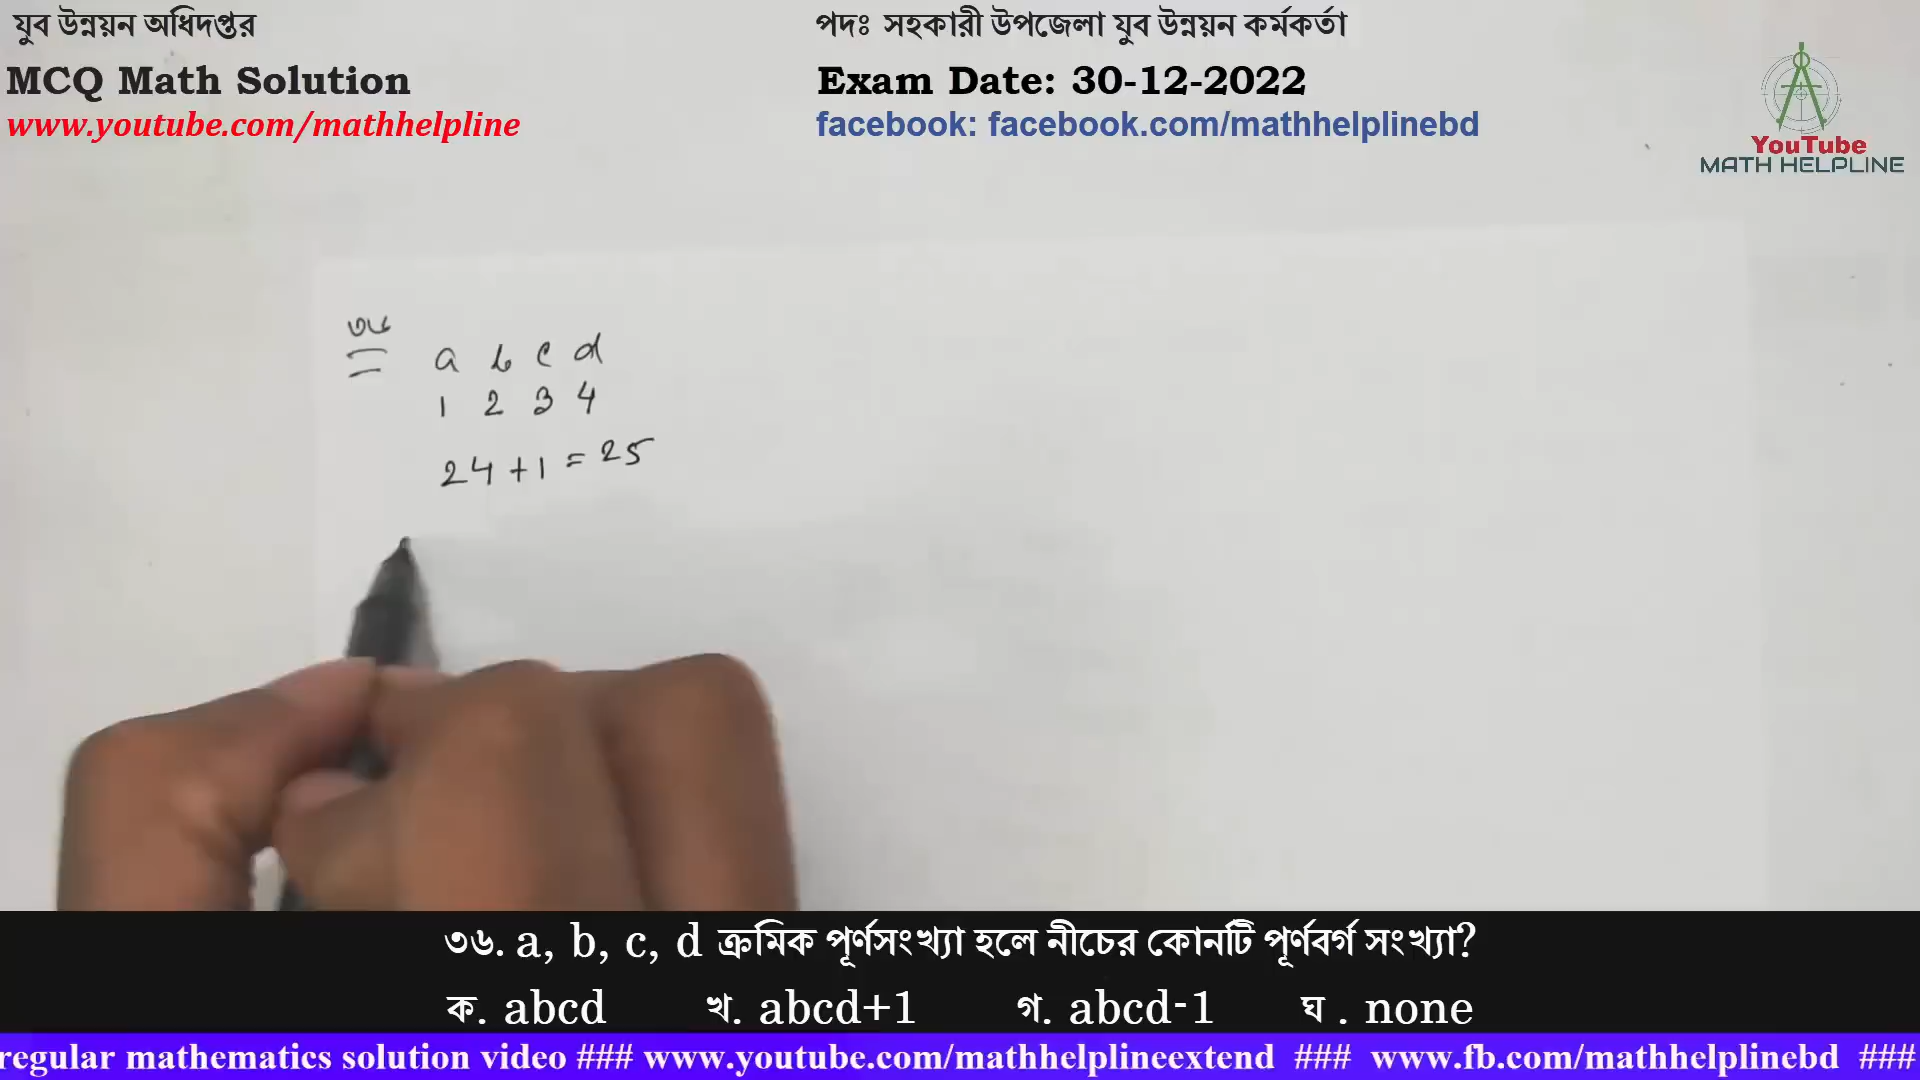 যুব উন্নয়ন অধিদপ্তর
পদঃ সহকারী উপজেলা যুব উন্নয়ন কর্মকর্তা
MCQ Math Solution
Exam Date: 30-12-2022
www.youtube.com/mathhelpline
facebook: facebook.com/mathhelplinebd
YouTube
MATH HELPLINE
৩৬
a b c d
1 2 3 4
24+1=25
৩৬. a, b, c, d ক্রমিক পূর্ণসংখ্যা হলে নীচের কোনটি পূর্ণবর্গ সংখ্যা?
ক. abcd খ. abcd+1 গ. abcd-1 ঘ . none
regular mathematics solution video ### www.youtube.com/mathhelplineextend ### www.fb.com/mathhelplinebd ###